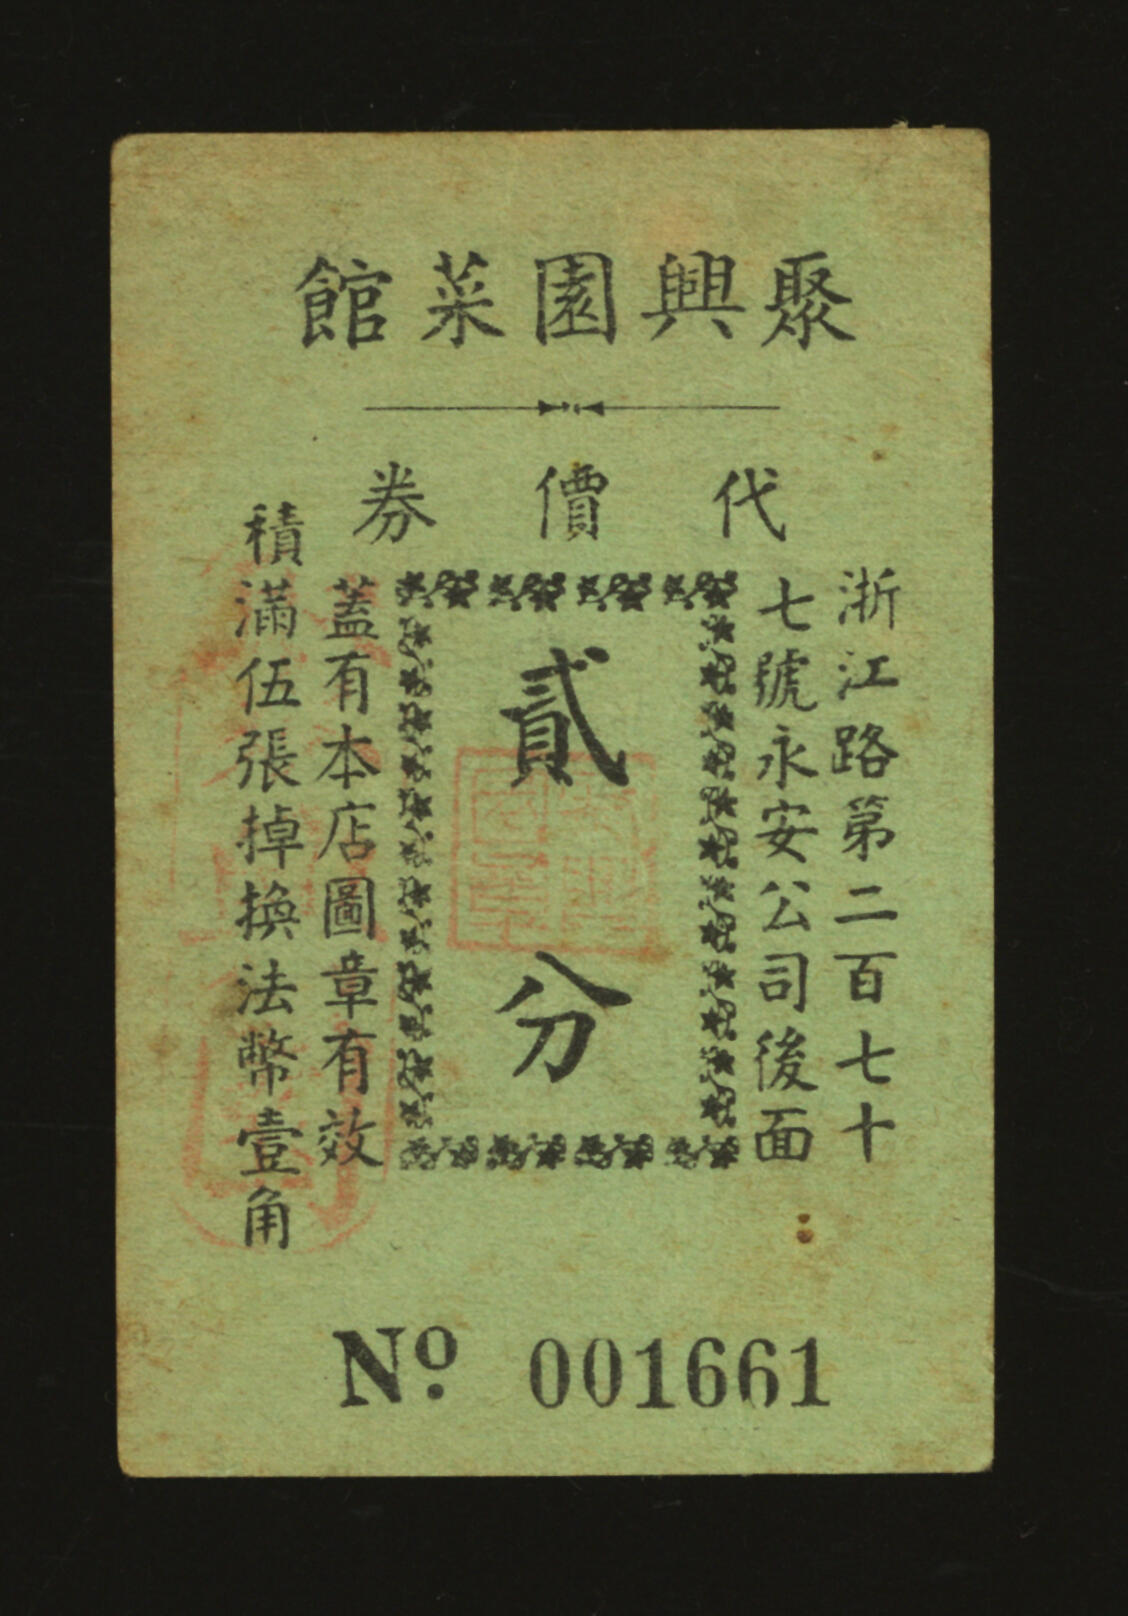 聚興園菜館
代價券
浙江路第二百七十
七號永安公司後面
貳分
蓋有本店圖章有效
積滿伍張掉換法幣壹角
Nº 001661